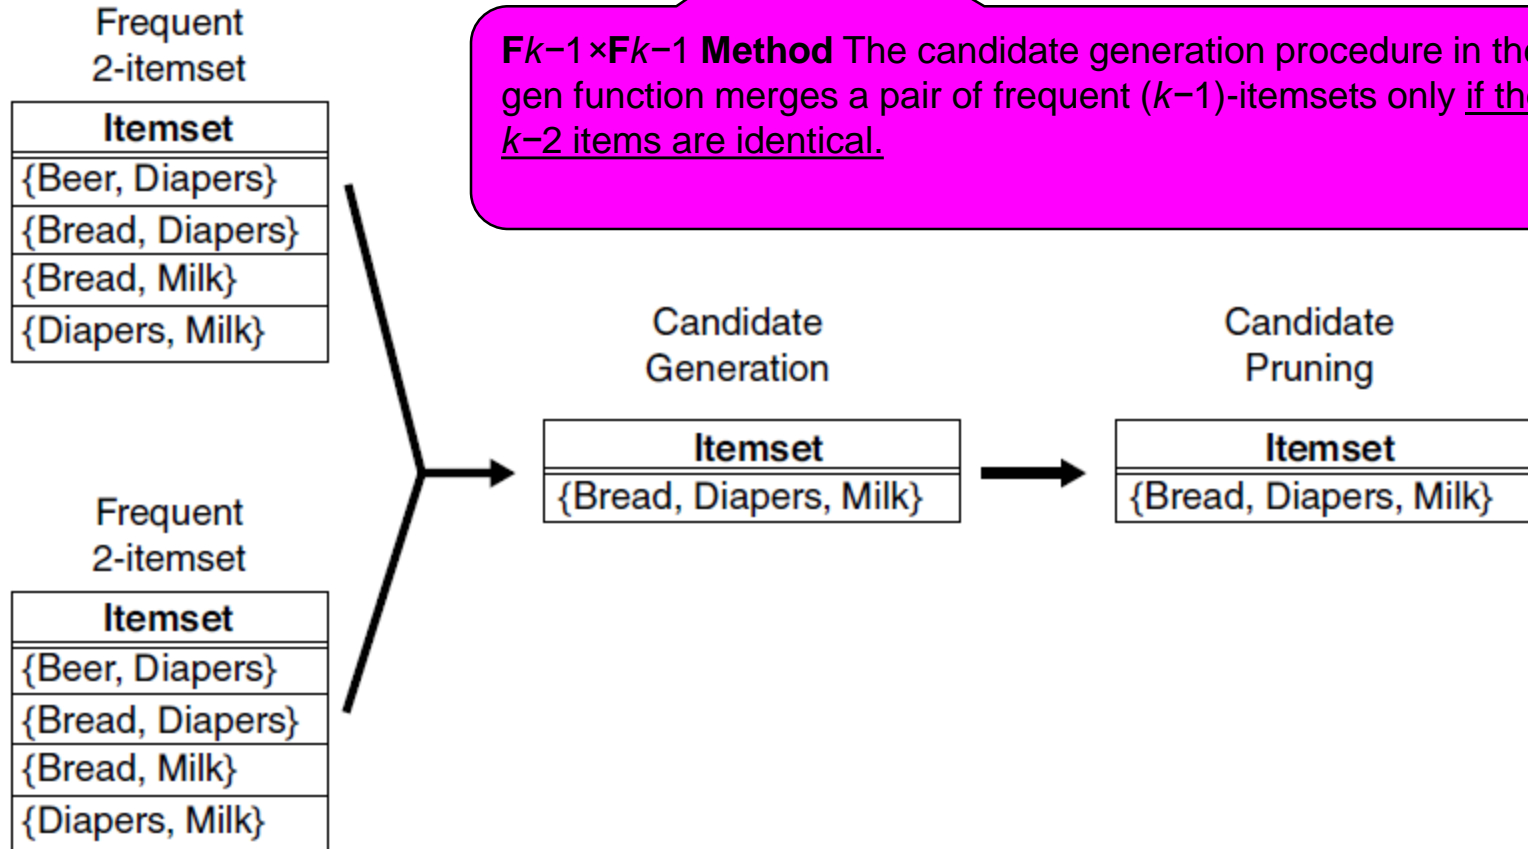 Frequent
2-itemset
Itemset
{Beer, Diapers}
{Bread, Diapers}
{Bread, Milk}
{Diapers, Milk}
Fk−1×Fk−1 Method The candidate generation procedure in the
gen function merges a pair of frequent (k−1)-itemsets only if the
k−2 items are identical.
Candidate
Generation
Itemset
{Bread, Diapers, Milk}
Candidate
Pruning
Itemset
{Bread, Diapers, Milk}
Frequent
2-itemset
Itemset
{Beer, Diapers}
{Bread, Diapers}
{Bread, Milk}
{Diapers, Milk}